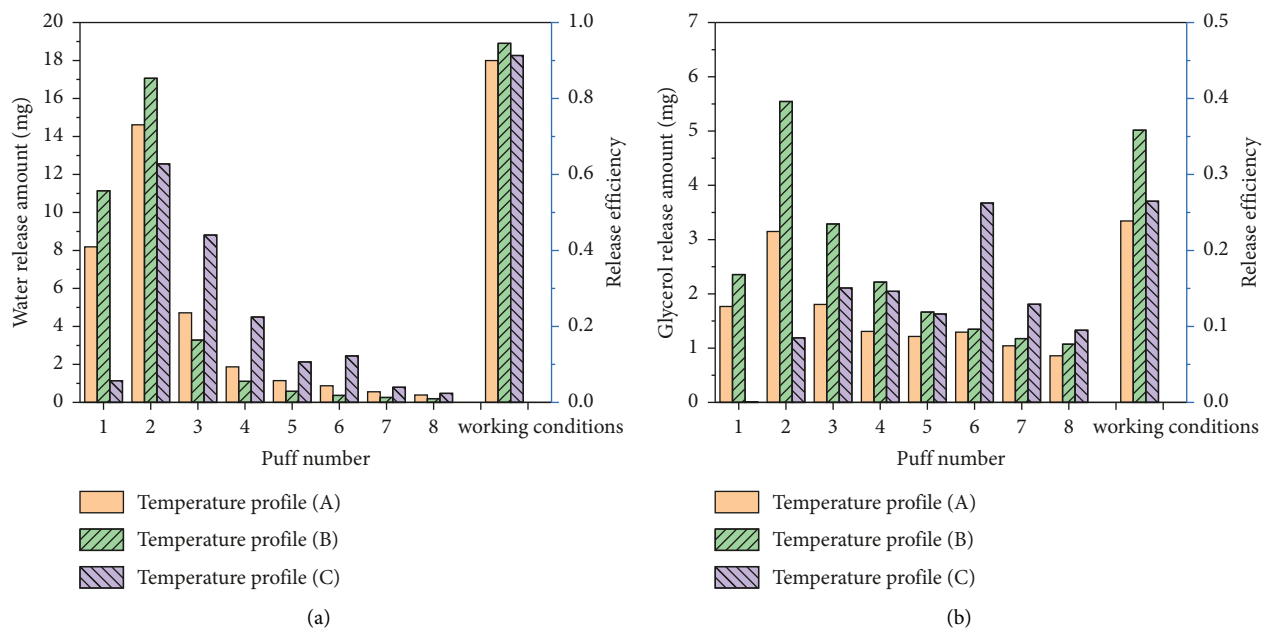 20
18
16
14
12
10
8
6
4
2
0
Water release amount (mg)
1.0
0.8
0.6
0.4
0.2
0.0
Release efficiency
1 2 3 4 5 6 7 8 working conditions
Puff number
Temperature profile (A)
Temperature profile (B)
Temperature profile (C)
(a)
7
6
5
4
3
2
1
0
Glycerol release amount (mg)
0.5
0.4
0.3
0.2
0.1
0.0
Release efficiency
1 2 3 4 5 6 7 8 working conditions
Puff number
Temperature profile (A)
Temperature profile (B)
Temperature profile (C)
(b)